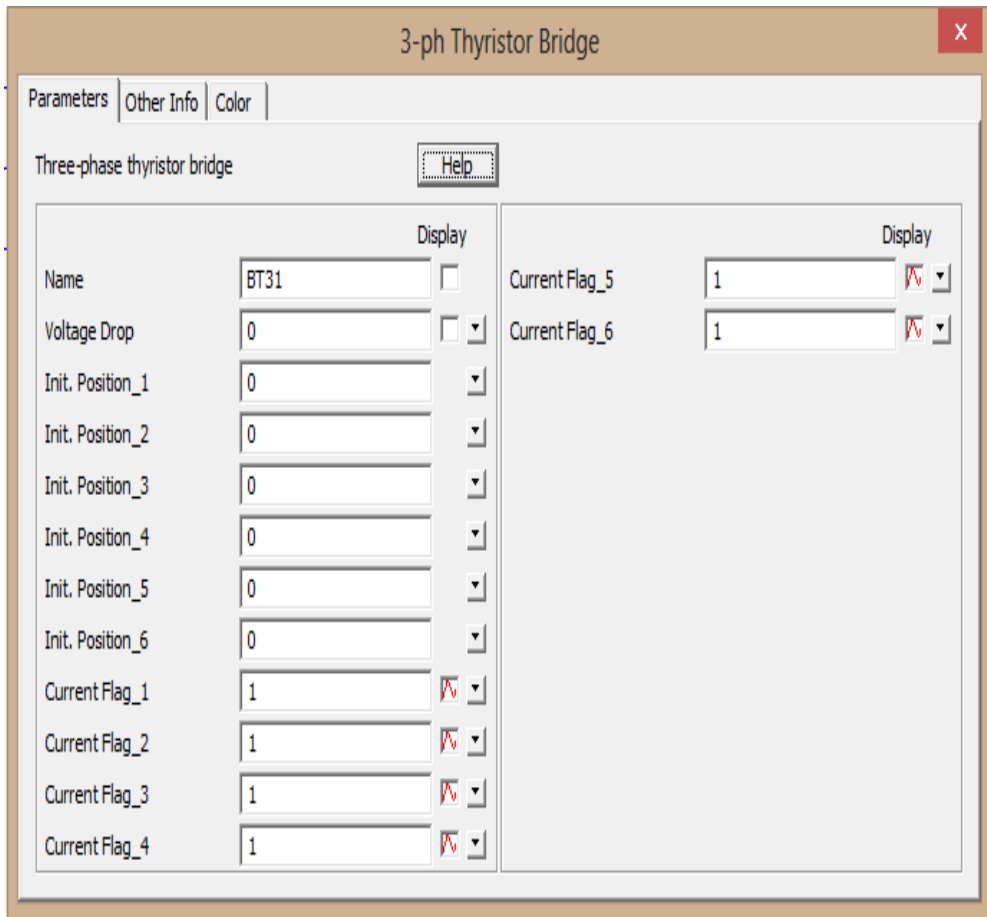 3-ph Thyristor Bridge
x
Parameters Other Info Color
Three-phase thyristor bridge Help
Display
Name BT31
Voltage Drop 0
Init. Position_1 0
Init. Position_2 0
Init. Position_3 0
Init. Position_4 0
Init. Position_5 0
Init. Position_6 0
Current Flag_1 1
Current Flag_2 1
Current Flag_3 1
Current Flag_4 1
Display
Current Flag_5 1
Current Flag_6 1